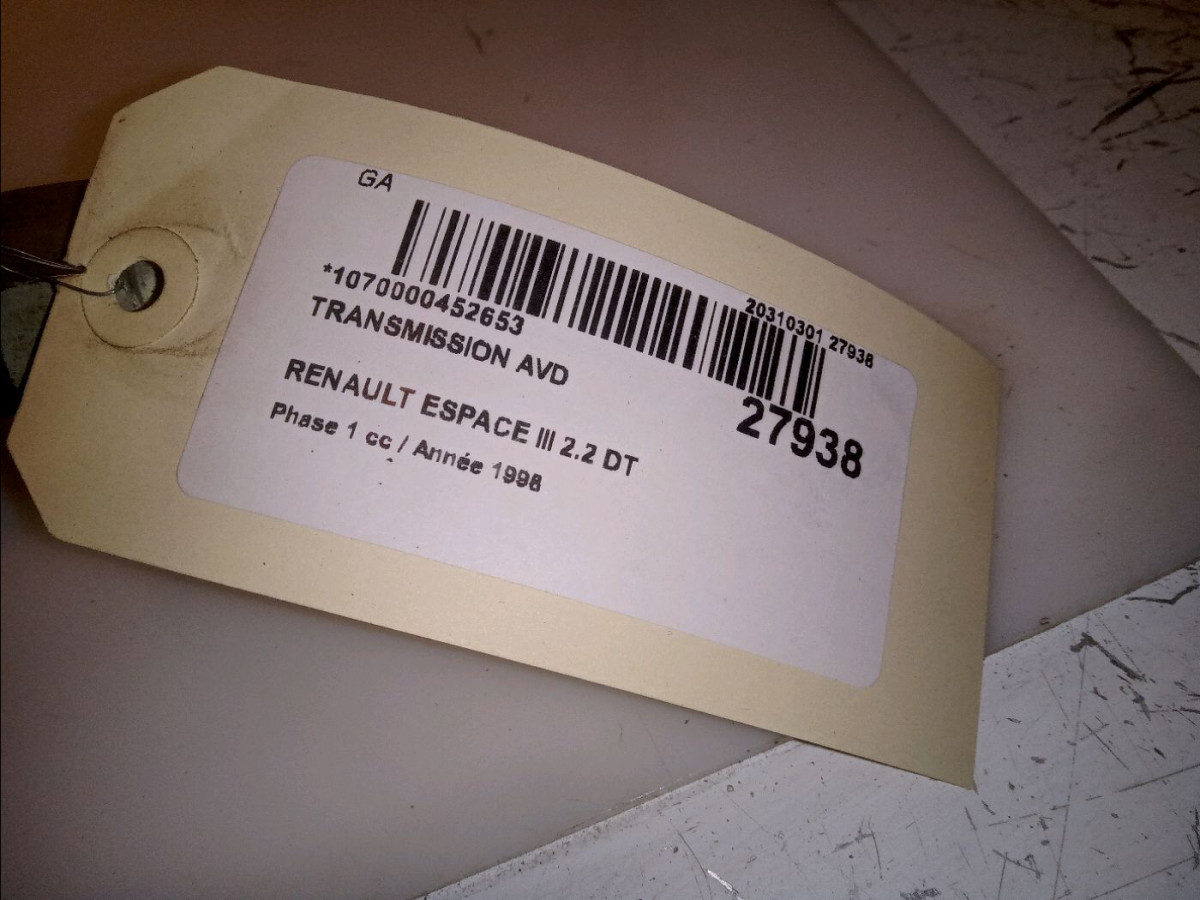 GA
*1070000452653
20310301 27938
TRANSMISSION AVD
27938
RENAULT ESPACE III 2.2 DT
Phase 1 cc / Année 1998